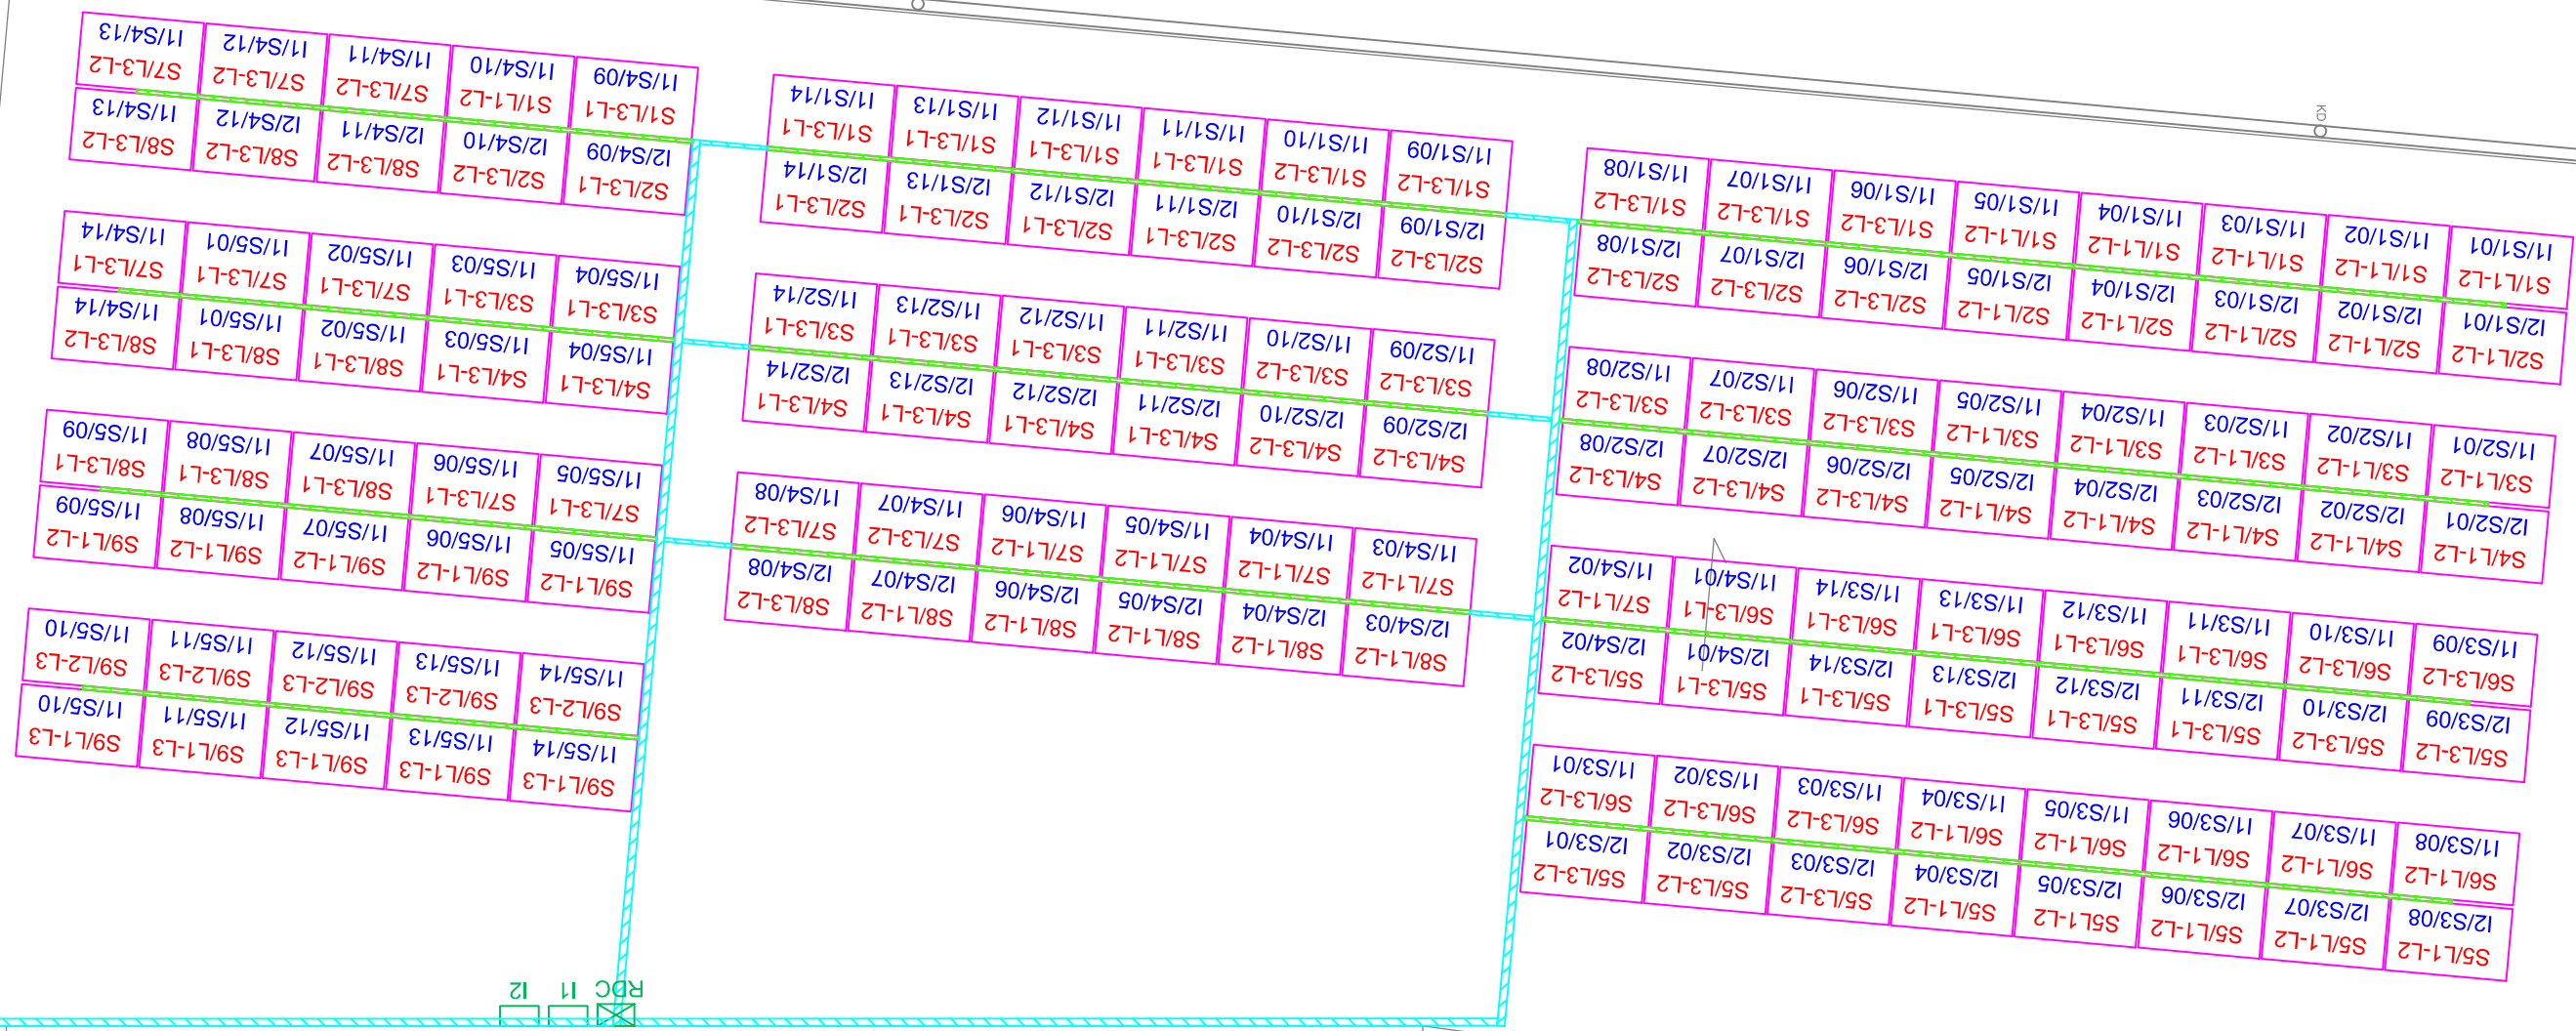 S7/L3-L2
I1/S4/13
S7/L3-L2
I1/S4/12
S7/L3-L2
I1/S4/11
S1/L1-L2
I1/S4/10
S1/L3-L1
I1/S4/09
S8/L3-L2
I1/S4/13
S8/L3-L2
I2/S4/12
S8/L3-L2
I2/S4/11
S2/L3-L2
I2/S4/10
S2/L3-L1
I2/S4/09
S7/L3-L1
I1/S4/14
S7/L3-L1
I1/S5/01
S7/L3-L1
I1/S5/02
S3/L3-L1
I1/S5/03
S3/L3-L1
I1/S5/04
S8/L3-L2
I1/S4/14
S8/L3-L1
I1/S5/01
S8/L3-L1
I1/S5/02
S4/L3-L1
I1/S5/03
S4/L3-L1
I1/S5/04
S8/L3-L1
I1/S5/09
S8/L3-L1
I1/S5/08
S8/L3-L1
I1/S5/07
S7/L3-L1
I1/S5/06
S7/L3-L1
I1/S5/05
S9/L1-L2
I1/S5/09
S9/L1-L2
I1/S5/08
S9/L1-L2
I1/S5/07
S9/L1-L2
I1/S5/06
S9/L1-L2
I1/S5/05
S9/L2-L3
I1/S5/10
S9/L2-L3
I1/S5/11
S9/L2-L3
I1/S5/12
S9/L2-L3
I1/S5/13
S9/L2-L3
I1/S5/14
S9/L1-L3
I1/S5/10
S9/L1-L3
I1/S5/11
S9/L1-L3
I1/S5/12
S9/L1-L3
I1/S5/13
S9/L1-L3
I1/S5/14
S1/L3-L1
I1/S1/14
S1/L3-L1
I1/S1/13
S1/L3-L1
I1/S1/12
S1/L3-L1
I1/S1/11
S1/L3-L2
I1/S1/10
S1/L3-L2
I1/S1/09
S2/L3-L1
I2/S1/14
S2/L3-L1
I2/S1/13
S2/L3-L1
I2/S1/12
S2/L3-L1
I2/S1/11
S2/L3-L2
I2/S1/10
S2/L3-L2
I2/S1/09
S3/L3-L1
I1/S2/14
S3/L3-L1
I1/S2/13
S3/L3-L1
I1/S2/12
S3/L3-L1
I1/S2/11
S3/L3-L2
I1/S2/10
S3/L3-L2
I1/S2/09
S4/L3-L1
I2/S2/14
S4/L3-L1
I2/S2/13
S4/L3-L1
I2/S2/12
S4/L3-L1
I2/S2/11
S4/L3-L2
I2/S2/10
S4/L3-L2
I2/S2/09
S7/L3-L2
I1/S4/08
S7/L3-L2
I1/S4/07
S7/L1-L2
I1/S4/06
S7/L1-L2
I1/S4/05
S7/L1-L2
I1/S4/04
S7/L1-L2
I1/S4/03
S8/L3-L2
I2/S4/08
S8/L1-L2
I2/S4/07
S8/L1-L2
I2/S4/06
S8/L1-L2
I2/S4/05
S8/L1-L2
I2/S4/04
S8/L1-L2
I2/S4/03
KD
S1/L3-L2
I1/S1/08
S1/L3-L2
I1/S1/07
S1/L3-L2
I1/S1/06
S1/L1-L2
I1/S1/05
S1/L1-L2
I1/S1/04
S1/L1-L2
I1/S1/03
S1/L1-L2
I1/S1/02
S1/L1-L2
I1/S1/01
S2/L3-L2
I2/S1/08
S2/L3-L2
I2/S1/07
S2/L3-L2
I2/S1/06
S2/L1-L2
I2/S1/05
S2/L1-L2
I2/S1/04
S2/L1-L2
I2/S1/03
S2/L1-L2
I2/S1/02
S2/L1-L2
I2/S1/01
S3/L3-L2
I1/S2/08
S3/L3-L2
I1/S2/07
S3/L3-L2
I1/S2/06
S3/L1-L2
I1/S2/05
S3/L1-L2
I1/S2/04
S3/L1-L2
I1/S2/03
S3/L1-L2
I1/S2/02
S3/L1-L2
I1/S2/01
S4/L3-L2
I2/S2/08
S4/L3-L2
I2/S2/07
S4/L3-L2
I2/S2/06
S4/L1-L2
I2/S2/05
S4/L1-L2
I2/S2/04
S4/L1-L2
I2/S2/03
S4/L1-L2
I2/S2/02
S4/L1-L2
I2/S2/01
S7/L1-L2
I1/S4/02
S6/L3-L1
I1/S4/01
S6/L3-L1
I1/S3/14
S6/L3-L1
I1/S3/13
S6/L3-L1
I1/S3/12
S6/L3-L1
I1/S3/11
S6/L3-L2
I1/S3/10
S6/L3-L2
I1/S3/09
S5/L3-L2
I2/S4/02
S5/L3-L1
I2/S4/01
S5/L3-L1
I2/S3/14
S5/L3-L1
I2/S3/13
S5/L3-L1
I2/S3/12
S5/L3-L1
I2/S3/11
S5/L3-L2
I2/S3/10
S5/L3-L2
I2/S3/09
S6/L3-L2
I1/S3/01
S6/L3-L2
I1/S3/02
S6/L3-L2
I1/S3/03
S6/L1-L2
I1/S3/04
S6/L1-L2
I1/S3/05
S6/L1-L2
I1/S3/06
S6/L1-L2
I1/S3/07
S6/L1-L2
I1/S3/08
S5/L3-L2
I2/S3/01
S5/L3-L2
I2/S3/02
S5/L3-L2
I2/S3/03
S5/L1-L2
I2/S3/04
S5L1-L2
I2/S3/05
S5/L1-L2
I2/S3/06
S5/L1-L2
I2/S3/07
S5/L1-L2
I2/S3/08
RDC
I1
I2